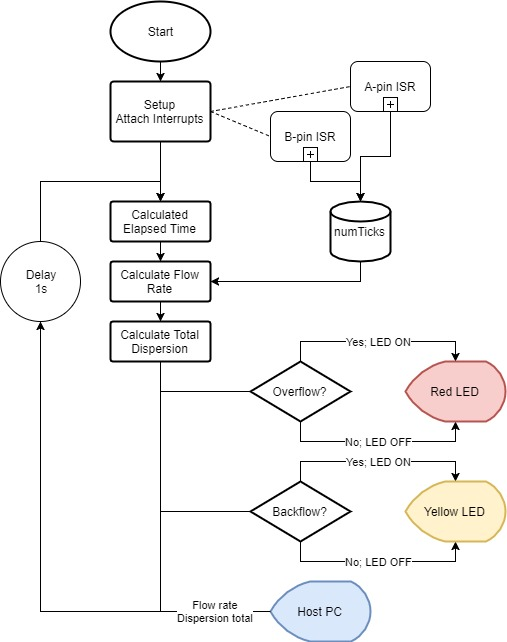 Start
Setup
Attach Interrupts
A-pin ISR
+
B-pin ISR
+
Calculated
Elapsed Time
numTicks
Delay
1s
Calculate Flow
Rate
Calculate Total
Dispersion
Yes; LED ON
Overflow?
Red LED
No; LED OFF
Yes; LED ON
Backflow?
Yellow LED
No; LED OFF
Flow rate
Dispersion total
Host PC